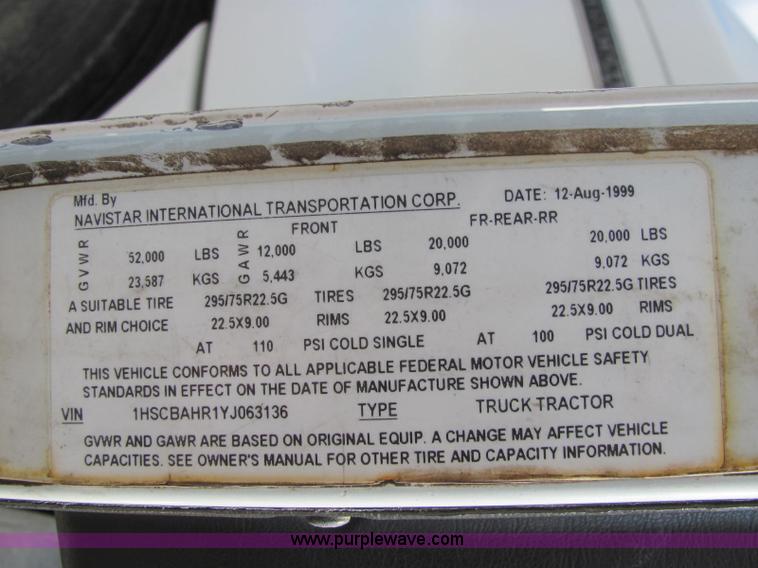 Mfd. By
NAVISTAR INTERNATIONAL TRANSPORTATION CORP. DATE: 12-Aug-1999
FRONT FR-REAR-RR
GVWR 52,000 LBS GAWR 12,000 LBS 20,000 20,000 LBS
23,587 KGS 5,443 KGS 9,072 9,072 KGS
A SUITABLE TIRE 295/75R22.5G TIRES 295/75R22.5G 295/75R22.5G TIRES
AND RIM CHOICE 22.5X9.00 RIMS 22.5X9.00 22.5X9.00 RIMS
AT 110 PSI COLD SINGLE AT 100 PSI COLD DUAL
THIS VEHICLE CONFORMS TO ALL APPLICABLE FEDERAL MOTOR VEHICLE SAFETY
STANDARDS IN EFFECT ON THE DATE OF MANUFACTURE SHOWN ABOVE.
VIN 1HSCBAHR1YJ063136 TYPE TRUCK-TRACTOR
GVWR AND GAWR ARE BASED ON ORIGINAL EQUIP. A CHANGE MAY AFFECT VEHICLE
CAPACITIES. SEE OWNER'S MANUAL FOR OTHER TIRE AND CAPACITY INFORMATION.
www.purplewave.com